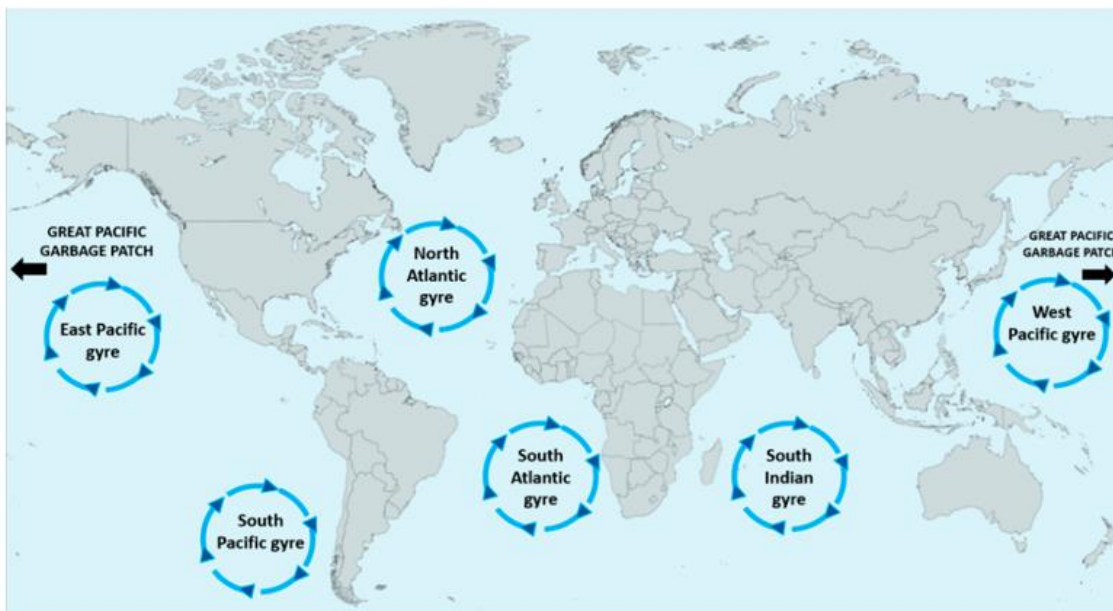 GREAT PACIFIC
GARBAGE PATCH
East Pacific
gyre
North
Atlantic
gyre
GREAT PACIFIC
GARBAGE PATCH
West
Pacific gyre
South
Pacific gyre
South
Atlantic
gyre
South
Indian
gyre